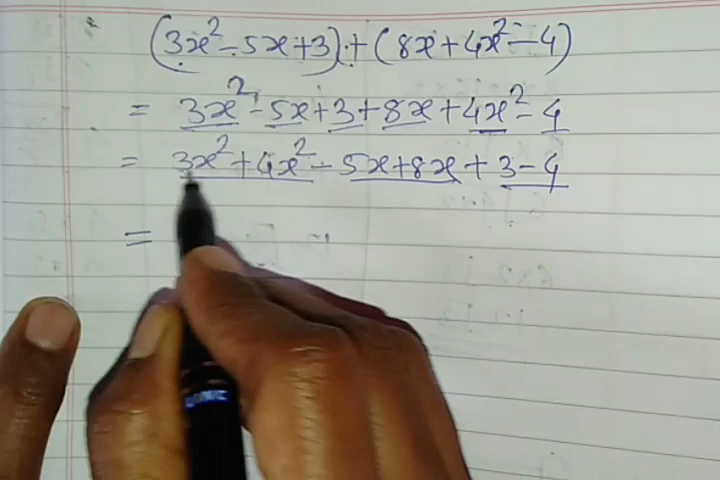 (3x² - 5x + 3) + (8x + 4x² - 4)
= 3x² - 5x + 3 + 8x + 4x² - 4
= 3x² + 4x² - 5x + 8x + 3 - 4
=